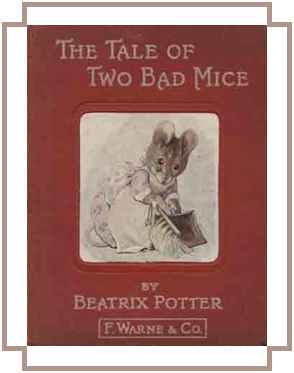 THE TALE OF
TWO BAD MICE
BY
BEATRIX POTTER
F. WARNE & CO.